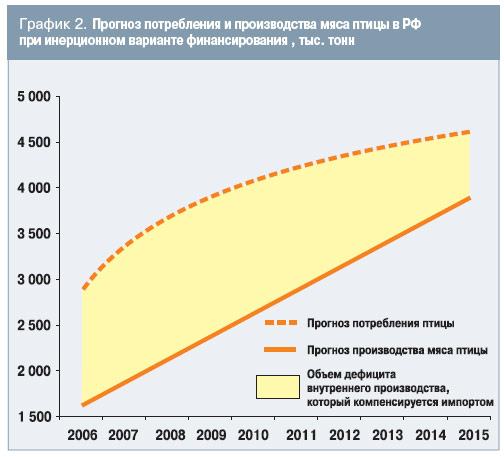 График 2. Прогноз потребления и производства мяса птицы в РФ
при инерционном варианте финансирования , тыс. тонн
5 000
4 500
4 000
3 500
3 000
2 500
2 000
1 500
Прогноз потребления птицы
Прогноз производства мяса птицы
Объем дефицита
внутреннего производства,
который компенсируется импортом
2006 2007 2008 2009 2010 2011 2012 2013 2014 2015